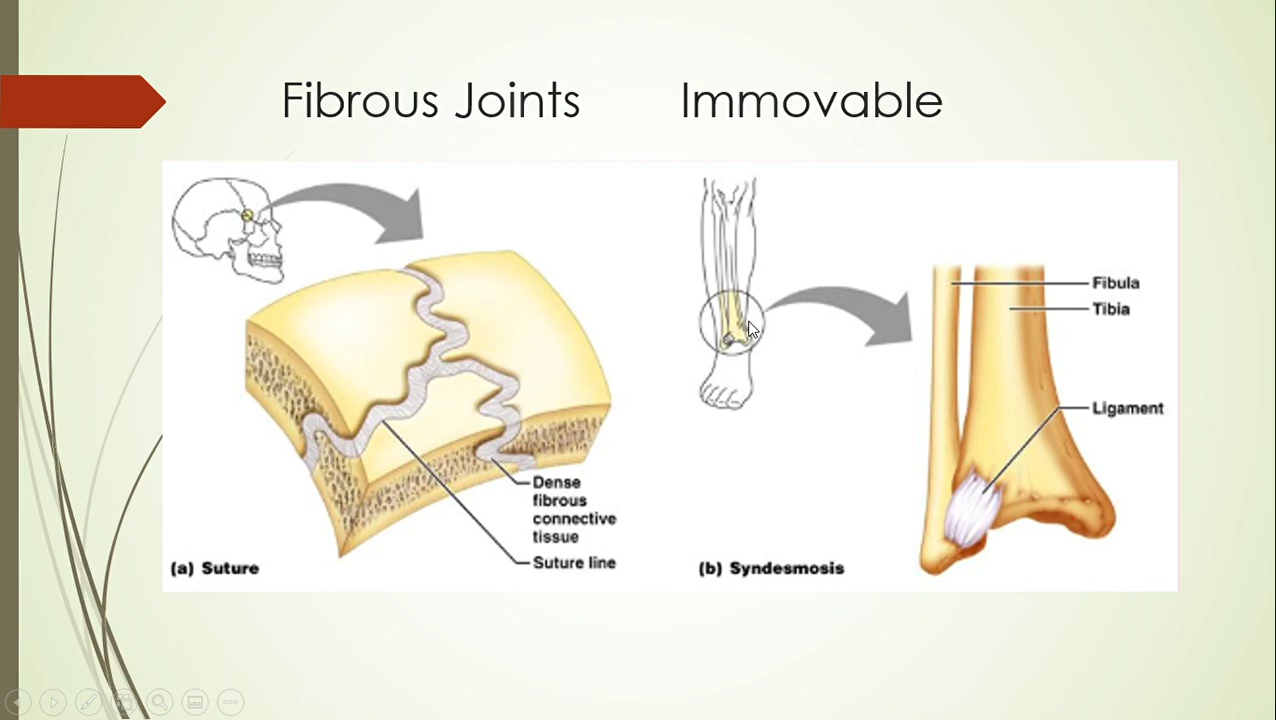 Fibrous Joints Immovable
Fibula
Tibia
Ligament
Dense
fibrous
connective
tissue
Suture line
(a) Suture
(b) Syndesmosis